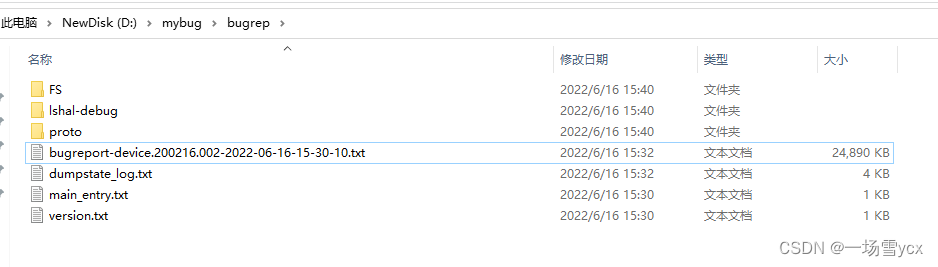 此电脑 > NewDisk (D:) > mybug > bugrep >
名称 修改日期 类型 大小
FS 2022/6/16 15:40 文件夹
lshal-debug 2022/6/16 15:40 文件夹
proto 2022/6/16 15:40 文件夹
bugreport-device.200216.002-2022-06-16-15-30-10.txt 2022/6/16 15:32 文本文档 24,890 KB
dumpstate_log.txt 2022/6/16 15:32 文本文档 4 KB
main_entry.txt 2022/6/16 15:30 文本文档 1 KB
version.txt 2022/6/16 15:30 文本文档 1 KB
CSDN @一场雪ycx